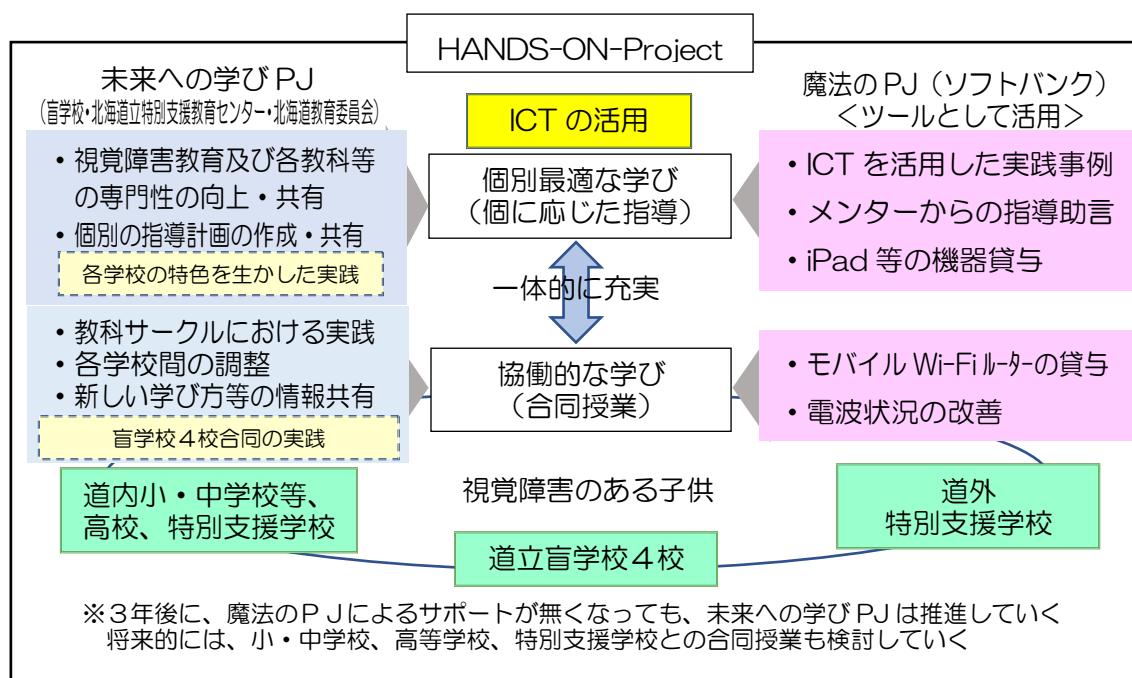 HANDS-ON-Project
未来への学びPJ
(盲学校・北海道立特別支援教育センター・北海道教育委員会)
・視覚障害教育及び各教科等
の専門性の向上・共有
・個別の指導計画の作成・共有
各学校の特色を生かした実践
・教科サークルにおける実践
・各学校間の調整
・新しい学び方等の情報共有
盲学校4校合同の実践
ICTの活用
個別最適な学び
(個に応じた指導)
一体的に充実
協働的な学び
(合同授業)
魔法のPJ(ソフトバンク)
<ツールとして活用>
・ICTを活用した実践事例
・メンターからの指導助言
・iPad等の機器貸与
・モバイルWi-Fiルーターの貸与
・電波状況の改善
道内小・中学校等、
高校、特別支援学校
視覚障害のある子供
道立盲学校4校
道外
特別支援学校
※3年後に、魔法のPJによるサポートが無くなっても、未来への学びPJは推進していく
将来的には、小・中学校、高等学校、特別支援学校との合同授業も検討していく